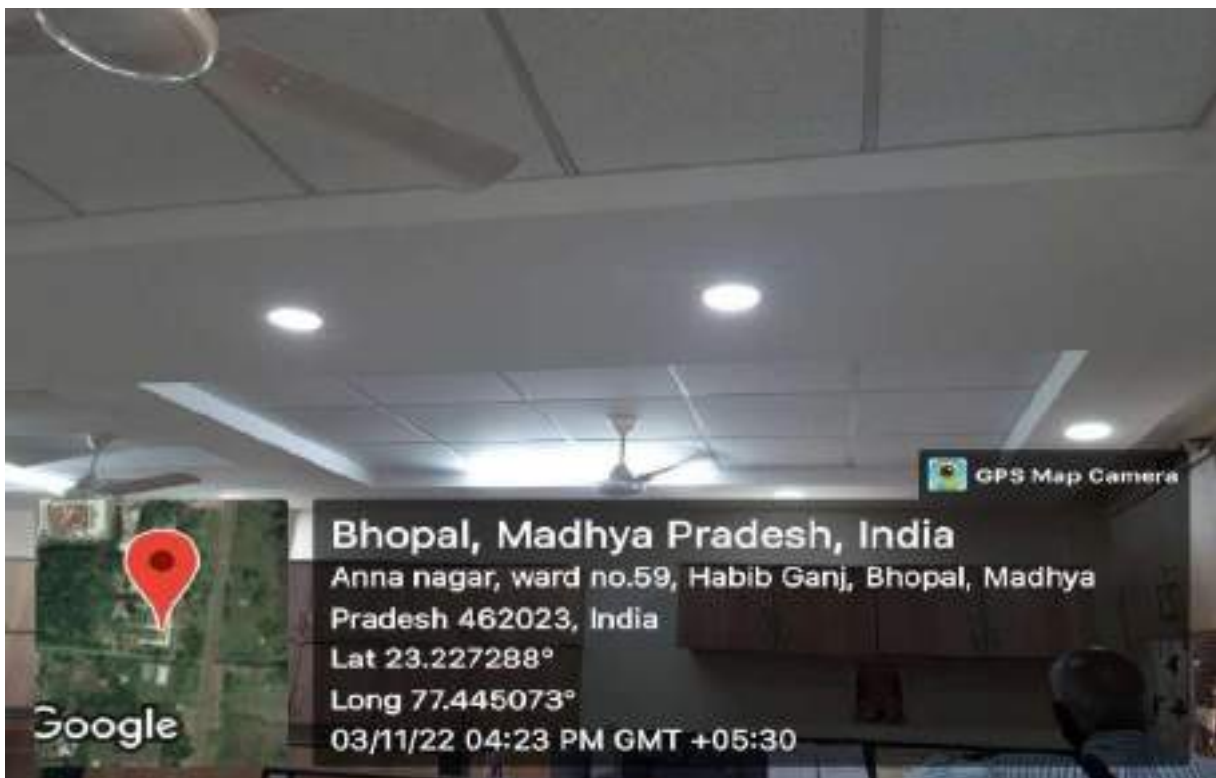 GPS Map Camera
Bhopal, Madhya Pradesh, India
Anna nagar, ward no.59, Habib Ganj, Bhopal, Madhya
Pradesh 462023, India
Lat 23.227288°
Long 77.445073°
03/11/22 04:23 PM GMT +05:30
Google